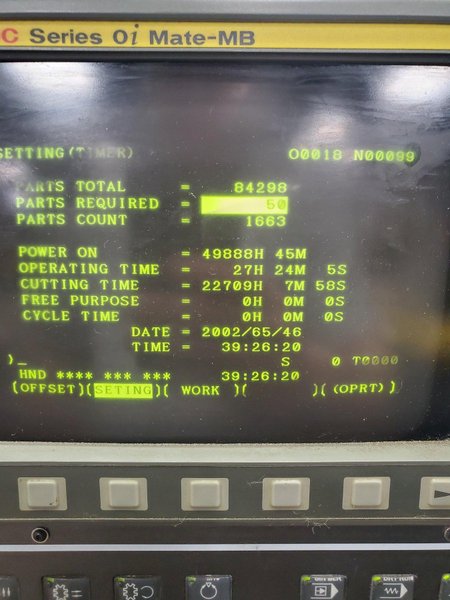 C Series 0i Mate-MB
SETTING(TIMER) O0018 N00099
PARTS TOTAL = 84298
PARTS REQUIRED = 50
PARTS COUNT = 1663
POWER ON = 49888H 45M
OPERATING TIME = 27H 24M 5S
CUTTING TIME = 22709H 7M 58S
FREE PURPOSE = 0H 0M 0S
CYCLE TIME = 0H 0M 0S
DATE = 2002/65/46
TIME = 39:26:20
S 0 T0000
)_
HND **** *** *** 39:26:20
(OFFSET)(SETING)( WORK )( )( (OPRT) )